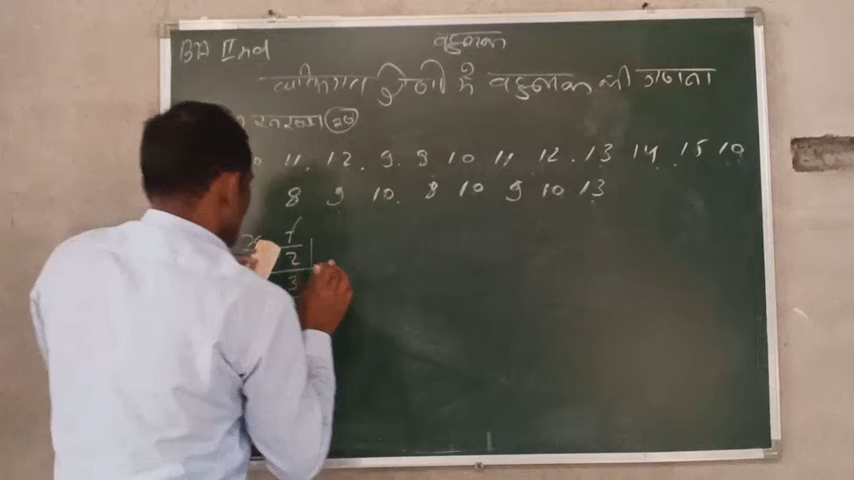 BA II nd बहुलक
व्यक्तिगत श्रेणी में बहुलक की गणना
10 11. 12. 9. 9 10 11 12. 13 14 . 15 10
8 9 10. 8 10 9 10 13
f
2
3